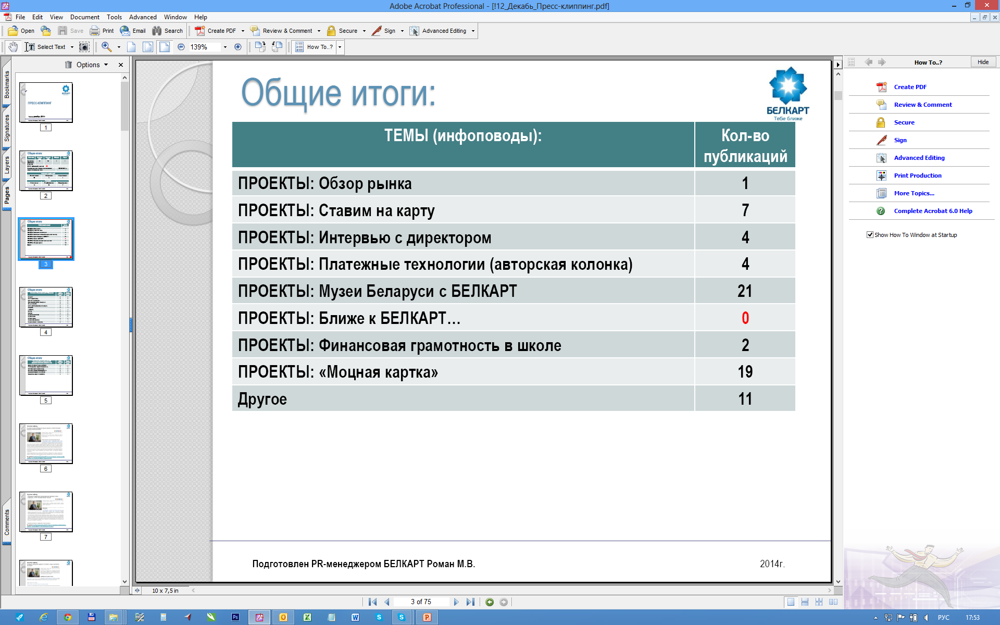 Adobe Acrobat Professional - [!12_Декабь_Пресс-клиппинг.pdf]
File Edit View Document Tools Advanced Window Help
Open Save Print Email Search Create PDF Review & Comment Secure Sign Advanced Editing
Select Text 139% How To..?
Options
Bookmarks
Signatures
Layers
Pages
Comments
ПРЕСС-КЛИППИНГ
1
2
3
4
5
6
7
Общие итоги:
БЕЛКАРТ
Тебе ближе
ТЕМЫ (инфоповоды): Кол-во публикаций
ПРОЕКТЫ: Обзор рынка 1
ПРОЕКТЫ: Ставим на карту 7
ПРОЕКТЫ: Интервью с директором 4
ПРОЕКТЫ: Платежные технологии (авторская колонка) 4
ПРОЕКТЫ: Музеи Беларуси с БЕЛКАРТ 21
ПРОЕКТЫ: Ближе к БЕЛКАРТ... 0
ПРОЕКТЫ: Финансовая грамотность в школе 2
ПРОЕКТЫ: «Моцная картка» 19
Другое 11
Подготовлен PR-менеджером БЕЛКАРТ Роман М.В. 2014г.
How To..? Hide
Create PDF
Review & Comment
Secure
Sign
Advanced Editing
Print Production
More Topics...
Complete Acrobat 6.0 Help
Show How To Window at Startup
10 x 7,5 in
3 of 75
РУС 17:53